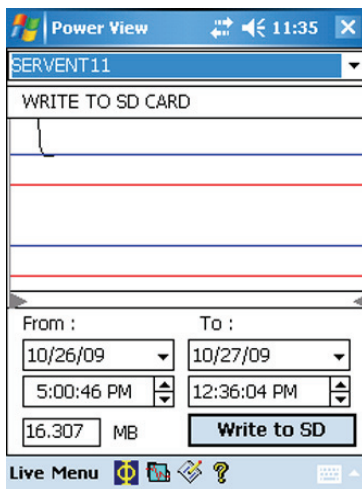 Power View 11:35
SERVENT11
WRITE TO SD CARD
From : To :
10/26/09 10/27/09
5:00:46 PM 12:36:04 PM
16.307 MB Write to SD
Live Menu